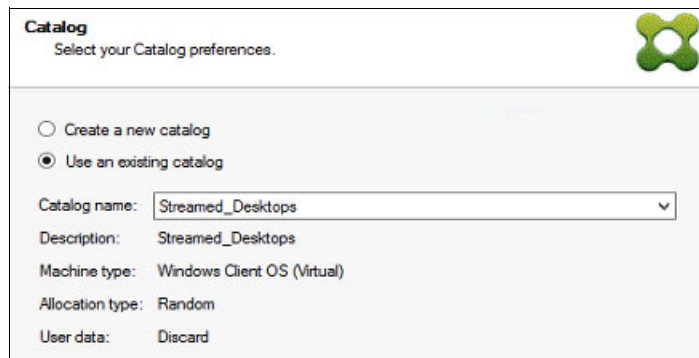 Catalog
Select your Catalog preferences.
Create a new catalog
Use an existing catalog
Catalog name: Streamed_Desktops
Description: Streamed_Desktops
Machine type: Windows Client OS (Virtual)
Allocation type: Random
User data: Discard